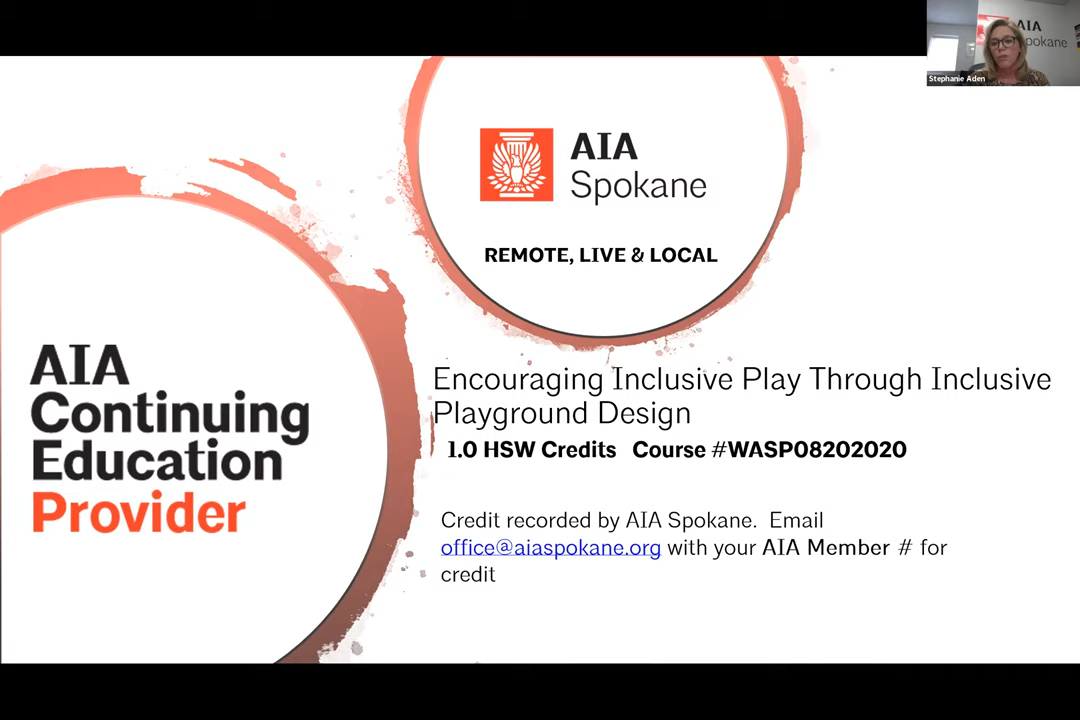 AIA
Spokane
Stephanie Aden
AIA
Spokane
REMOTE, LIVE & LOCAL
AIA
Continuing
Education
Provider
Encouraging Inclusive Play Through Inclusive
Playground Design
1.0 HSW Credits Course #WASP08202020
Credit recorded by AIA Spokane. Email
office@aiaspokane.org with your AIA Member # for
credit